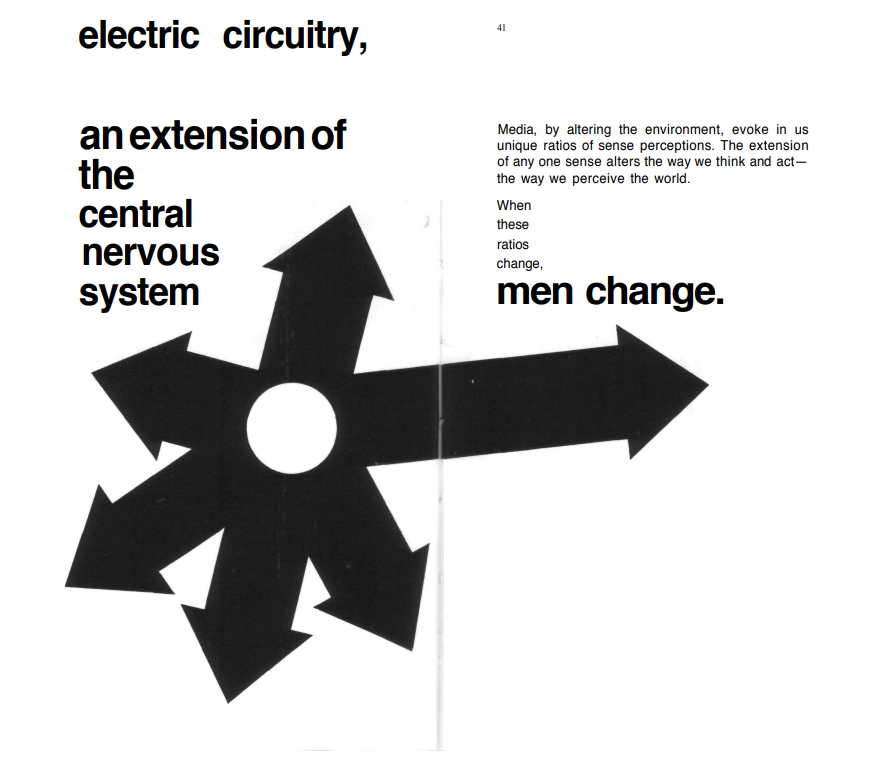 electric circuitry,
an extension of
the
central
nervous
system
41
Media, by altering the environment, evoke in us
unique ratios of sense perceptions. The extension
of any one sense alters the way we think and act—
the way we perceive the world.
When
these
ratios
change,
men change.